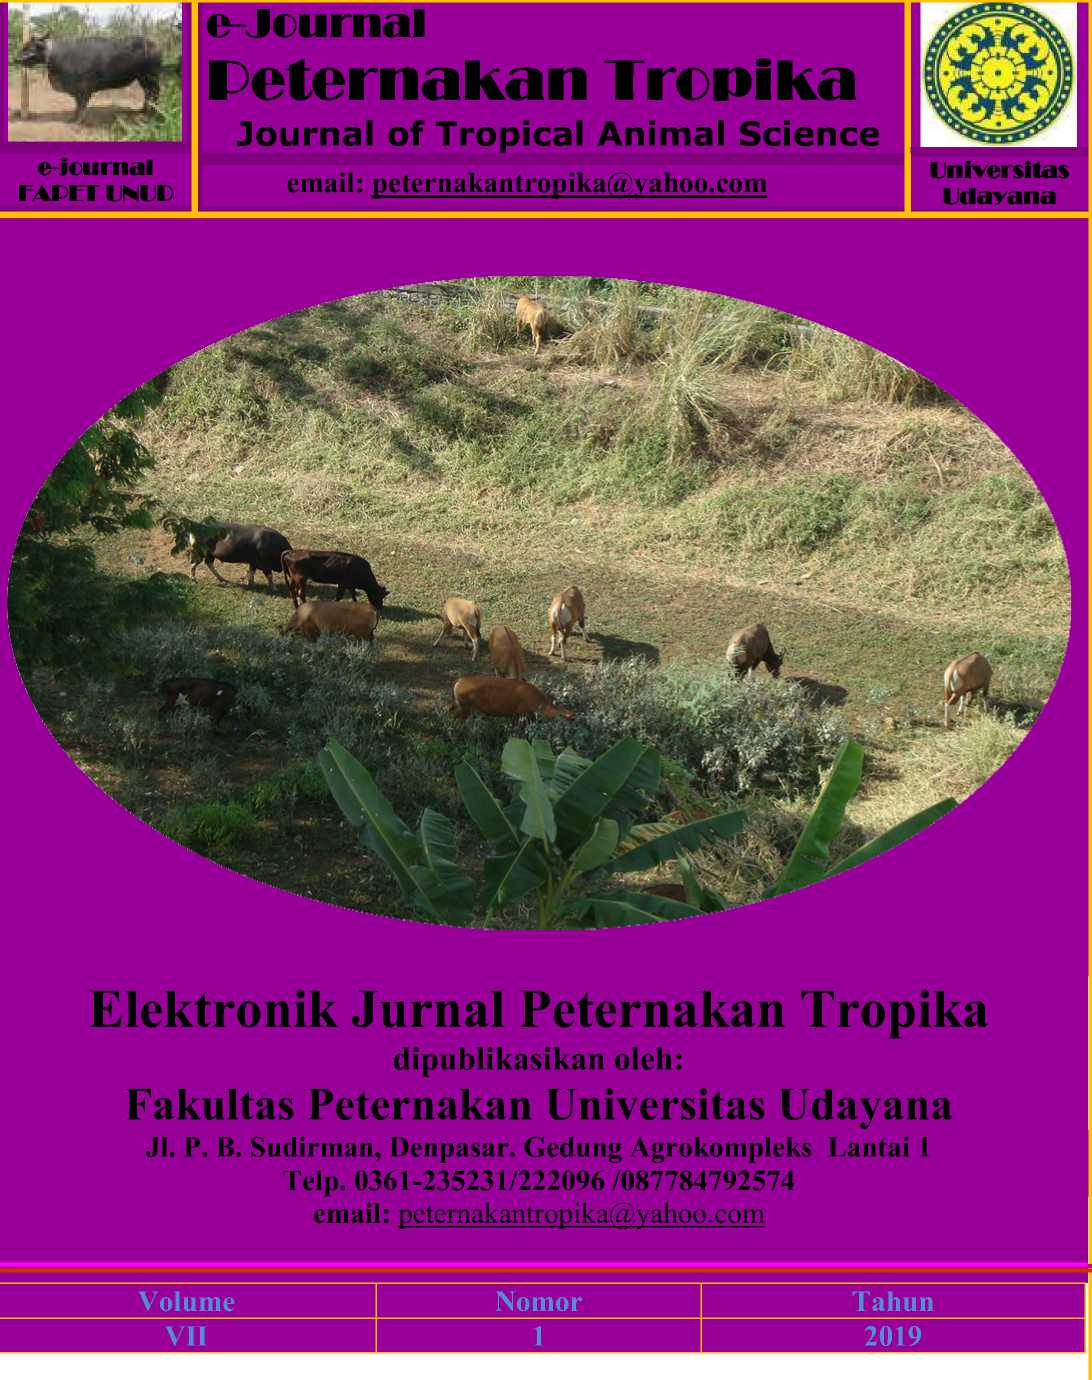 e-Journal
Peternakan Tropika
Journal of Tropical Animal Science
email: peternakantropika@yahoo.com
e-journal
FAPET UNUD
Universitas
Udayana
Elektronik Jurnal Peternakan Tropika
dipublikasikan oleh:
Fakultas Peternakan Universitas Udayana
Jl. P. B. Sudirman, Denpasar. Gedung Agrokompleks Lantai 1
Telp. 0361-235231/222096 /087784792574
email: peternakantropika@yahoo.com
Volume Nomor Tahun
VII 1 2019